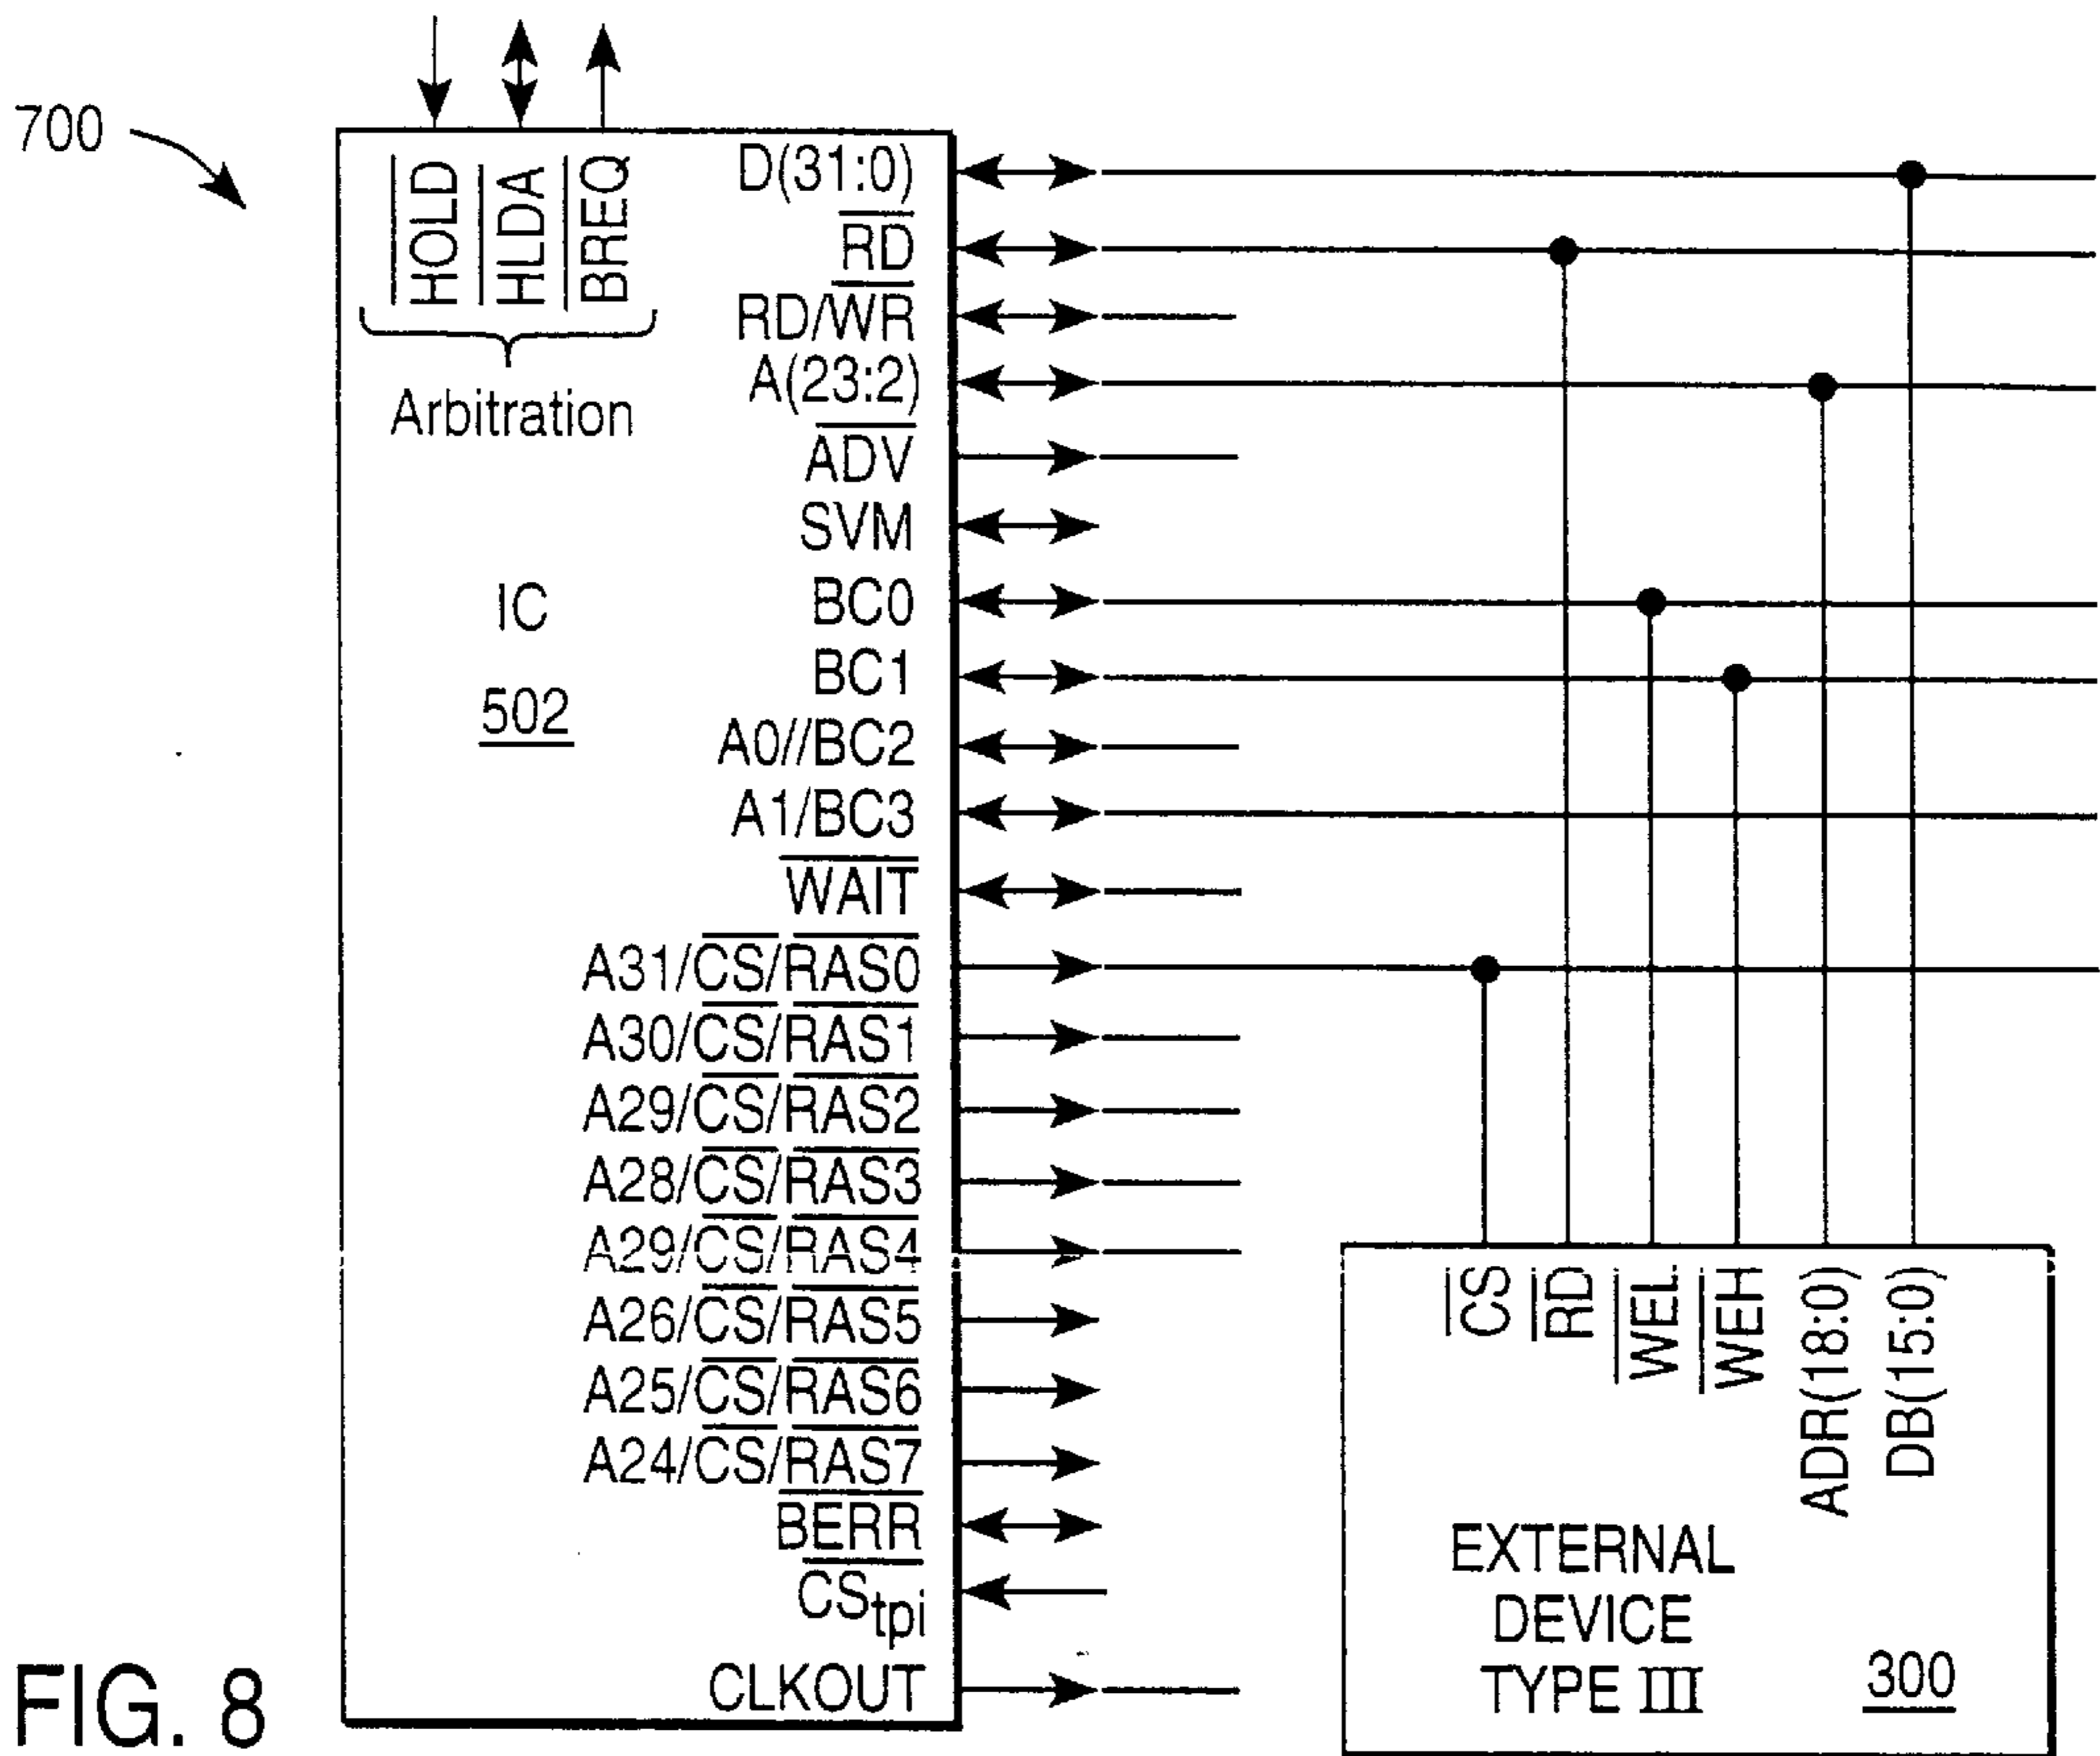 700
HOLD
HLDA
BREQ
Arbitration
IC
502
D(31:0)
RD
RD/WR
A(23:2)
ADV
SVM
BC0
BC1
A0//BC2
A1/BC3
WAIT
A31/CS/RAS0
A30/CS/RAS1
A29/CS/RAS2
A28/CS/RAS3
A29/CS/RAS4
A26/CS/RAS5
A25/CS/RAS6
A24/CS/RAS7
BERR
CStpi
CLKOUT
CS
RD
WEL
WEH
ADR(18:0)
DB(15:0)
EXTERNAL
DEVICE
TYPE III
300
FIG. 8